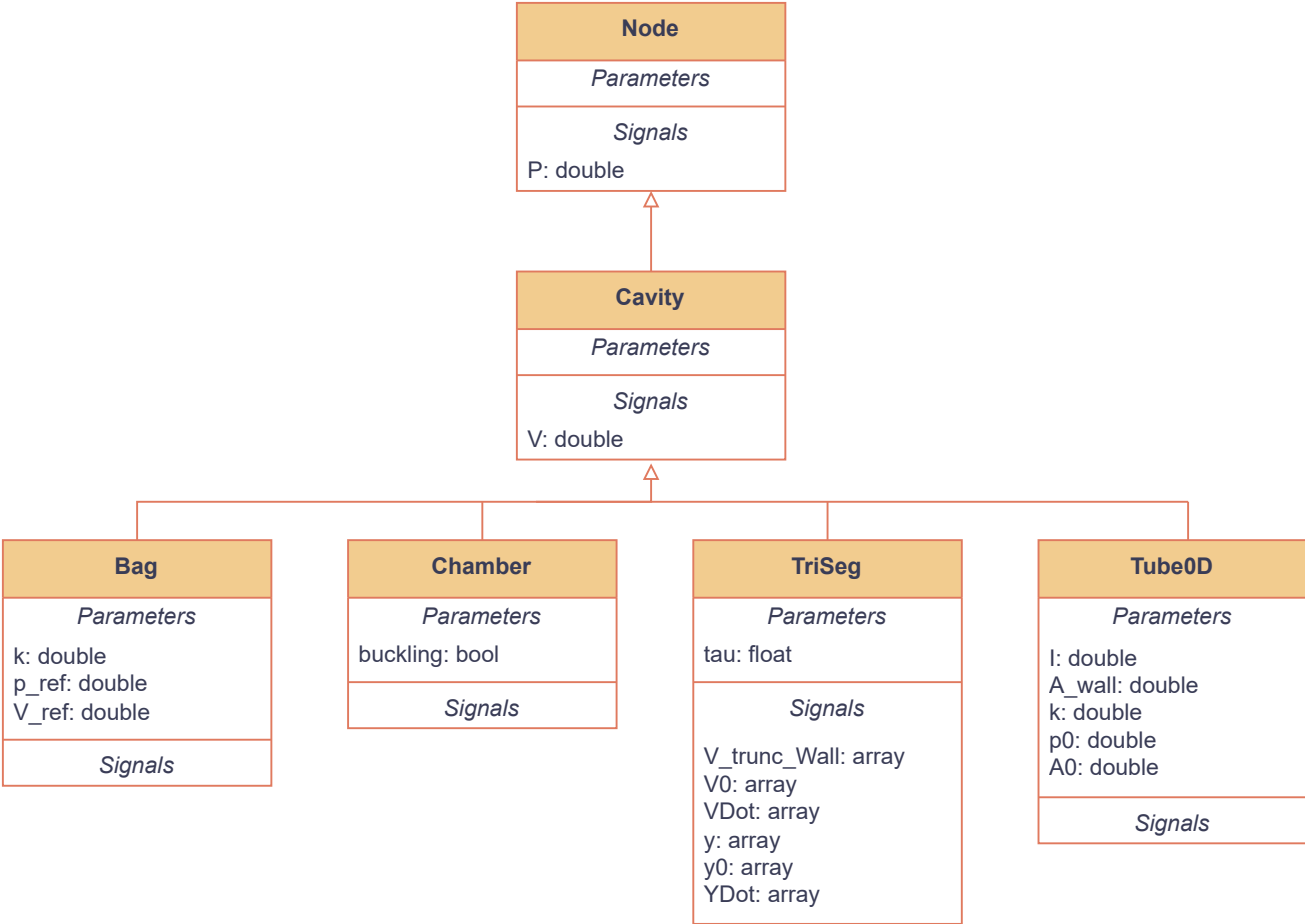 Node
Parameters
Signals
P: double
Cavity
Parameters
Signals
V: double
Bag
Parameters
k: double
p_ref: double
V_ref: double
Signals
Chamber
Parameters
buckling: bool
Signals
TriSeg
Parameters
tau: float
Signals
V_trunc_Wall: array
V0: array
VDot: array
y: array
y0: array
YDot: array
Tube0D
Parameters
l: double
A_wall: double
k: double
p0: double
A0: double
Signals